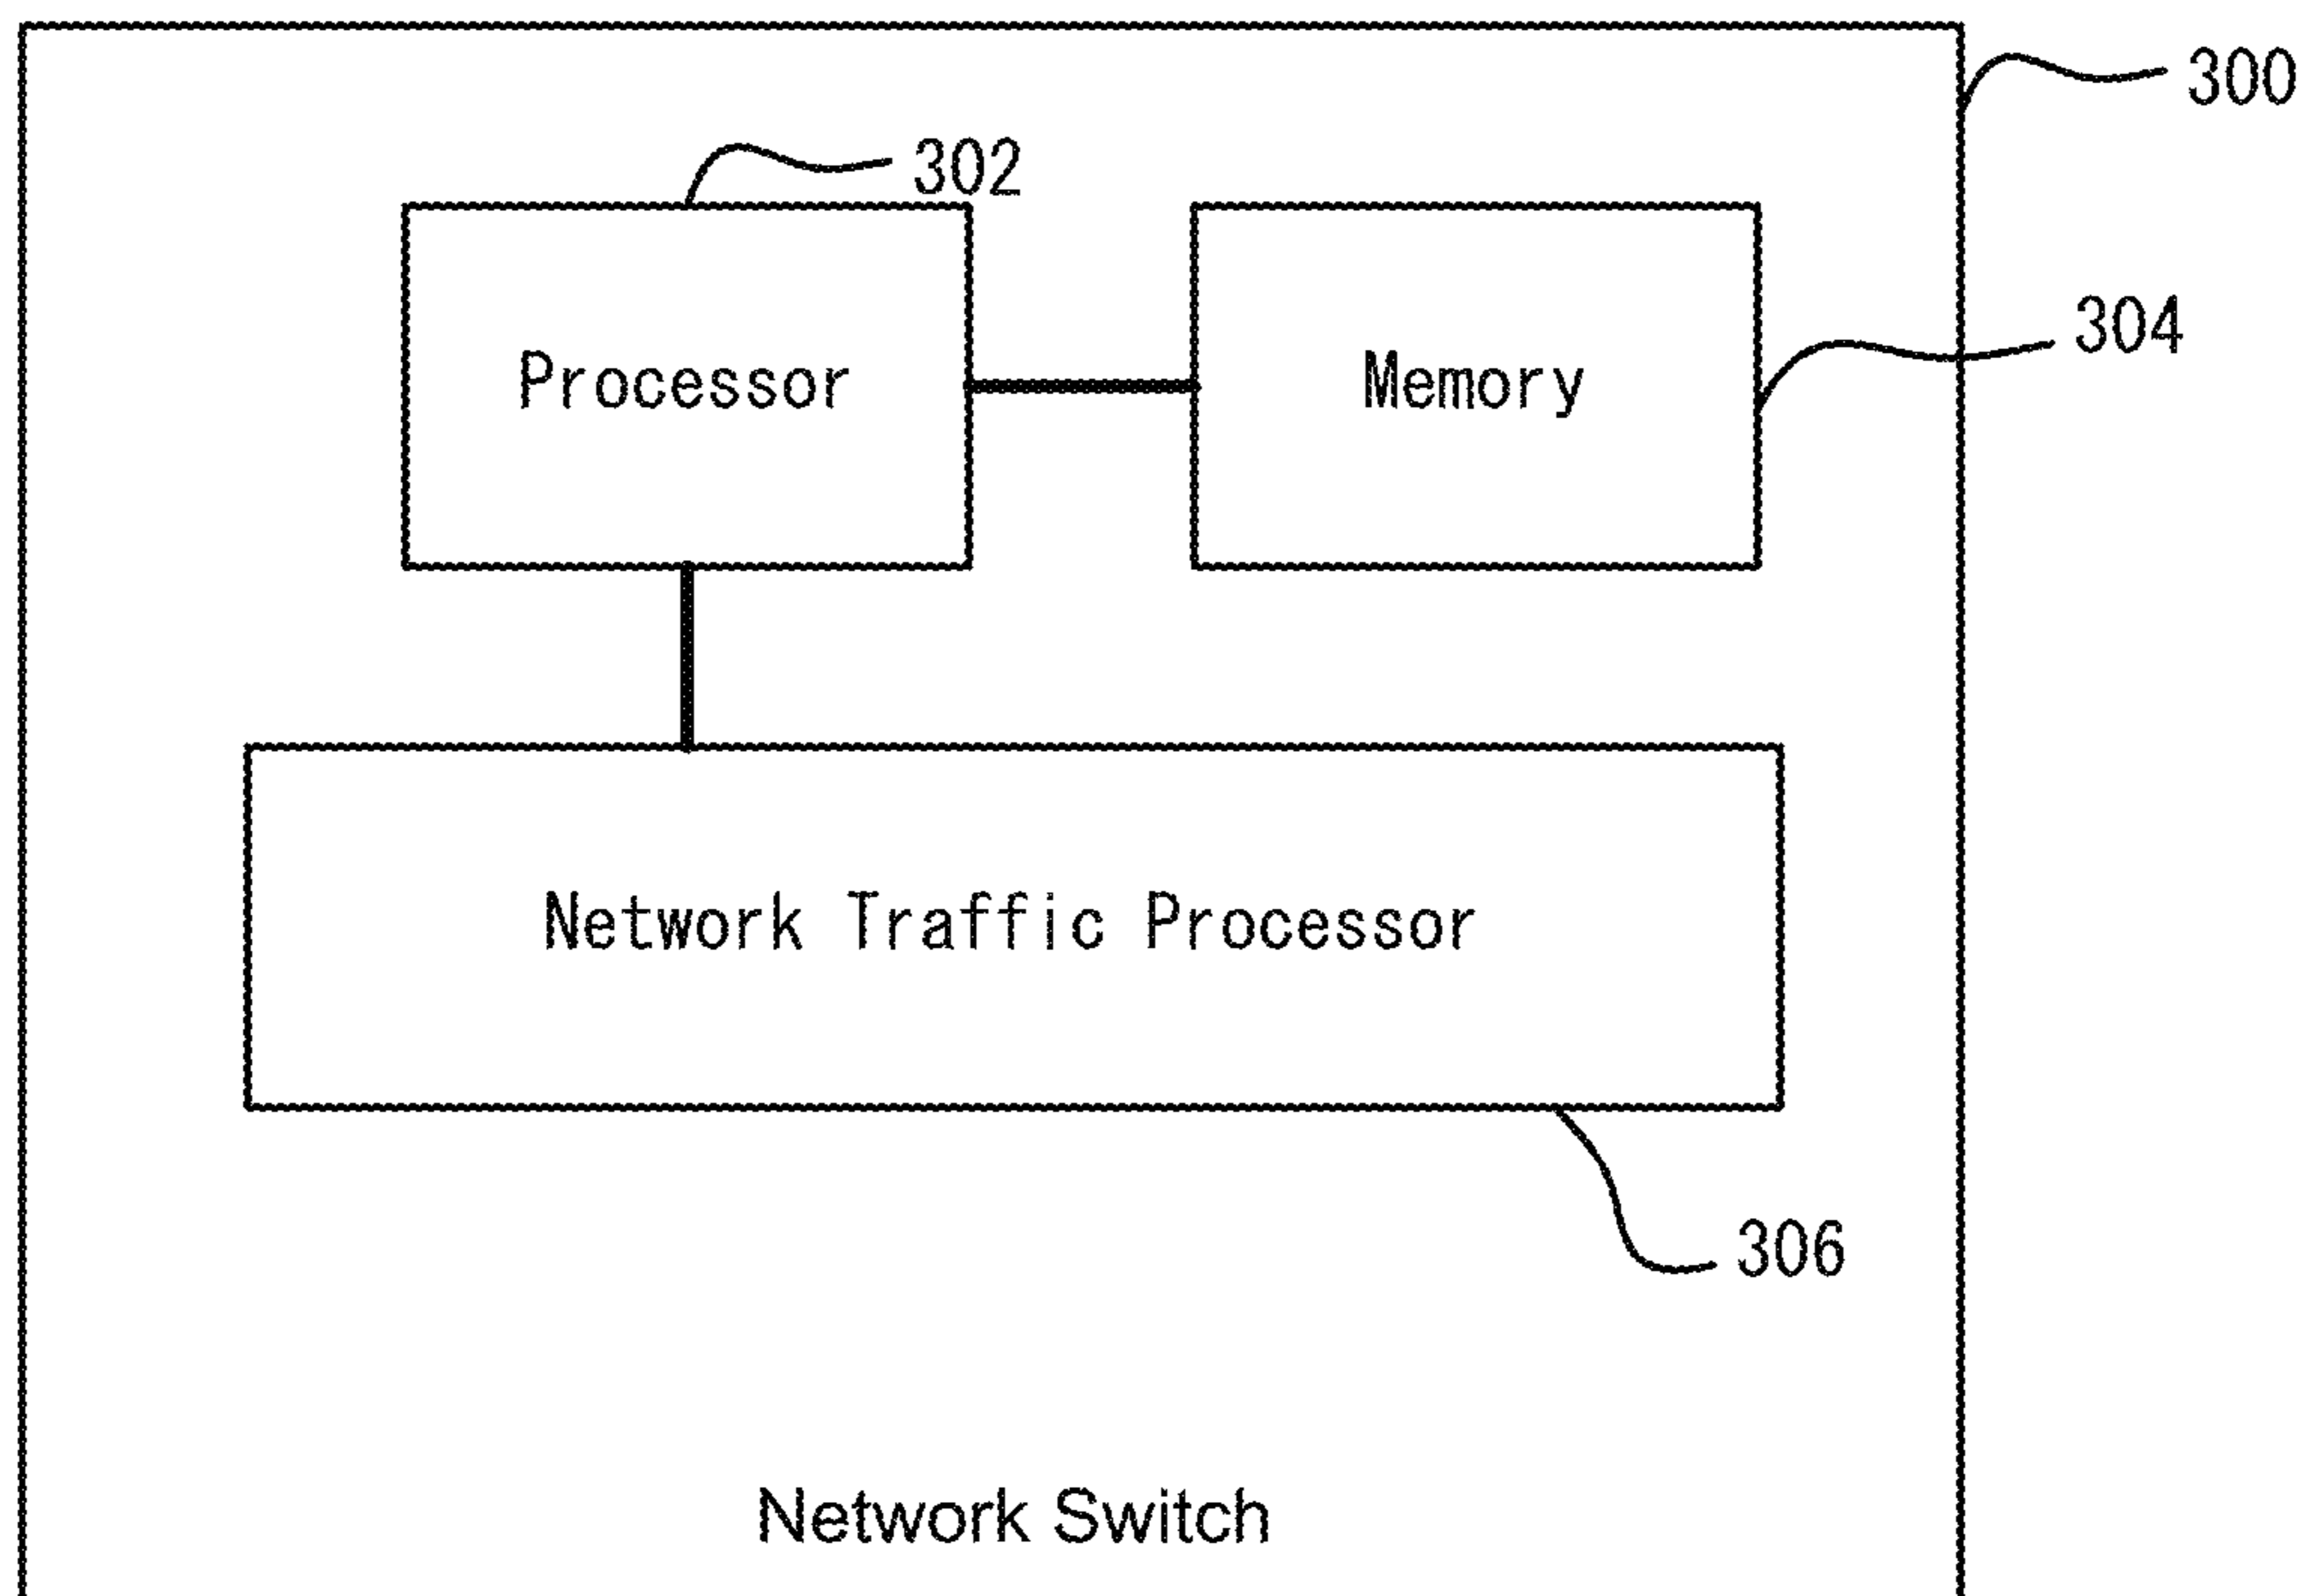 300
302
Processor
Memory
304
Network Traffic Processor
306
Network Switch